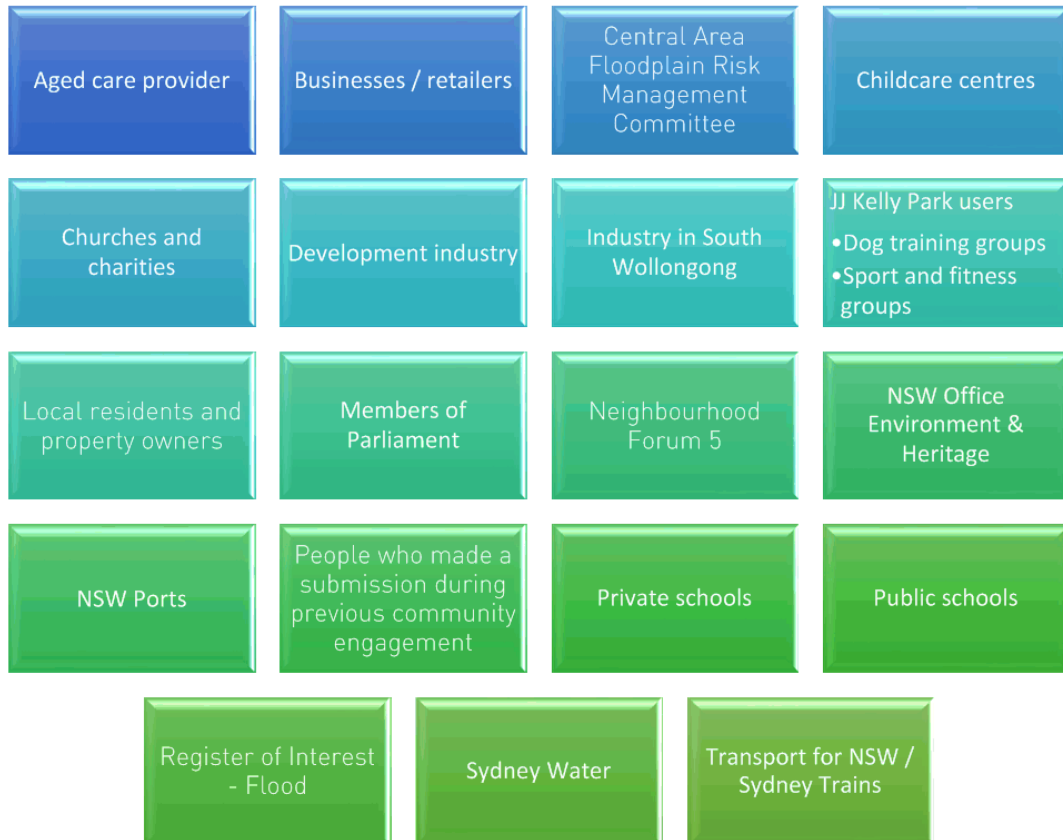 Aged care provider
Businesses / retailers
Central Area
Floodplain Risk
Management
Committee
Childcare centres
Churches and
charities
Development industry
Industry in South
Wollongong
JJ Kelly Park users
•Dog training groups
•Sport and fitness
groups
Local residents and
property owners
Members of
Parliament
Neighbourhood
Forum 5
NSW Office
Environment &
Heritage
NSW Ports
People who made a
submission during
previous community
engagement
Private schools
Public schools
Register of Interest
- Flood
Sydney Water
Transport for NSW /
Sydney Trains